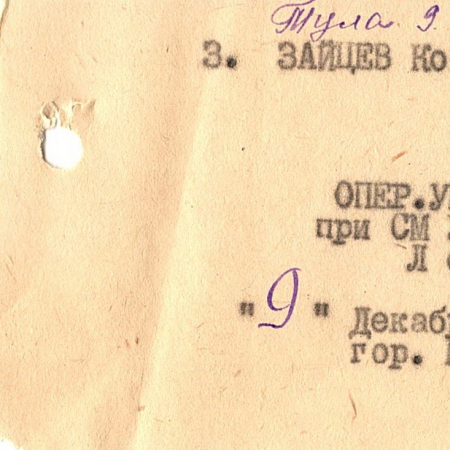 Тула 9.
3. ЗАЙЦЕВ Ко
ОПЕР.У
при СМ
Л
"9" Декаб
гор.